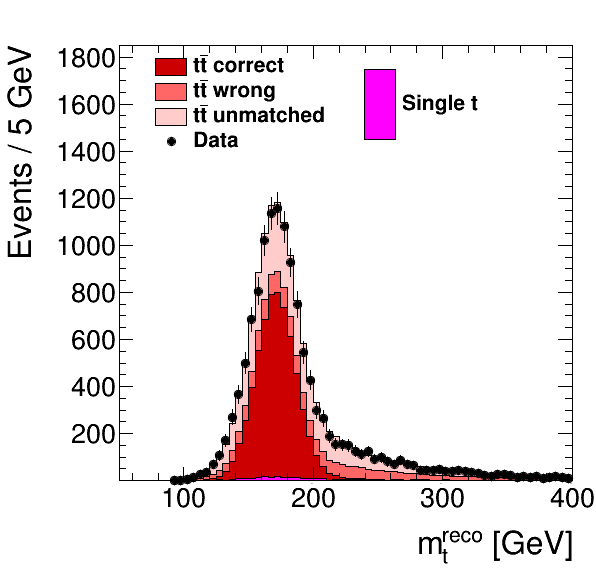 Events / 5 GeV
1800
1600
1400
1200
1000
800
600
400
200
tt̅ correct
tt̅ wrong
tt̅ unmatched
Data
Single t
100
200
300
400
m_t^reco [GeV]